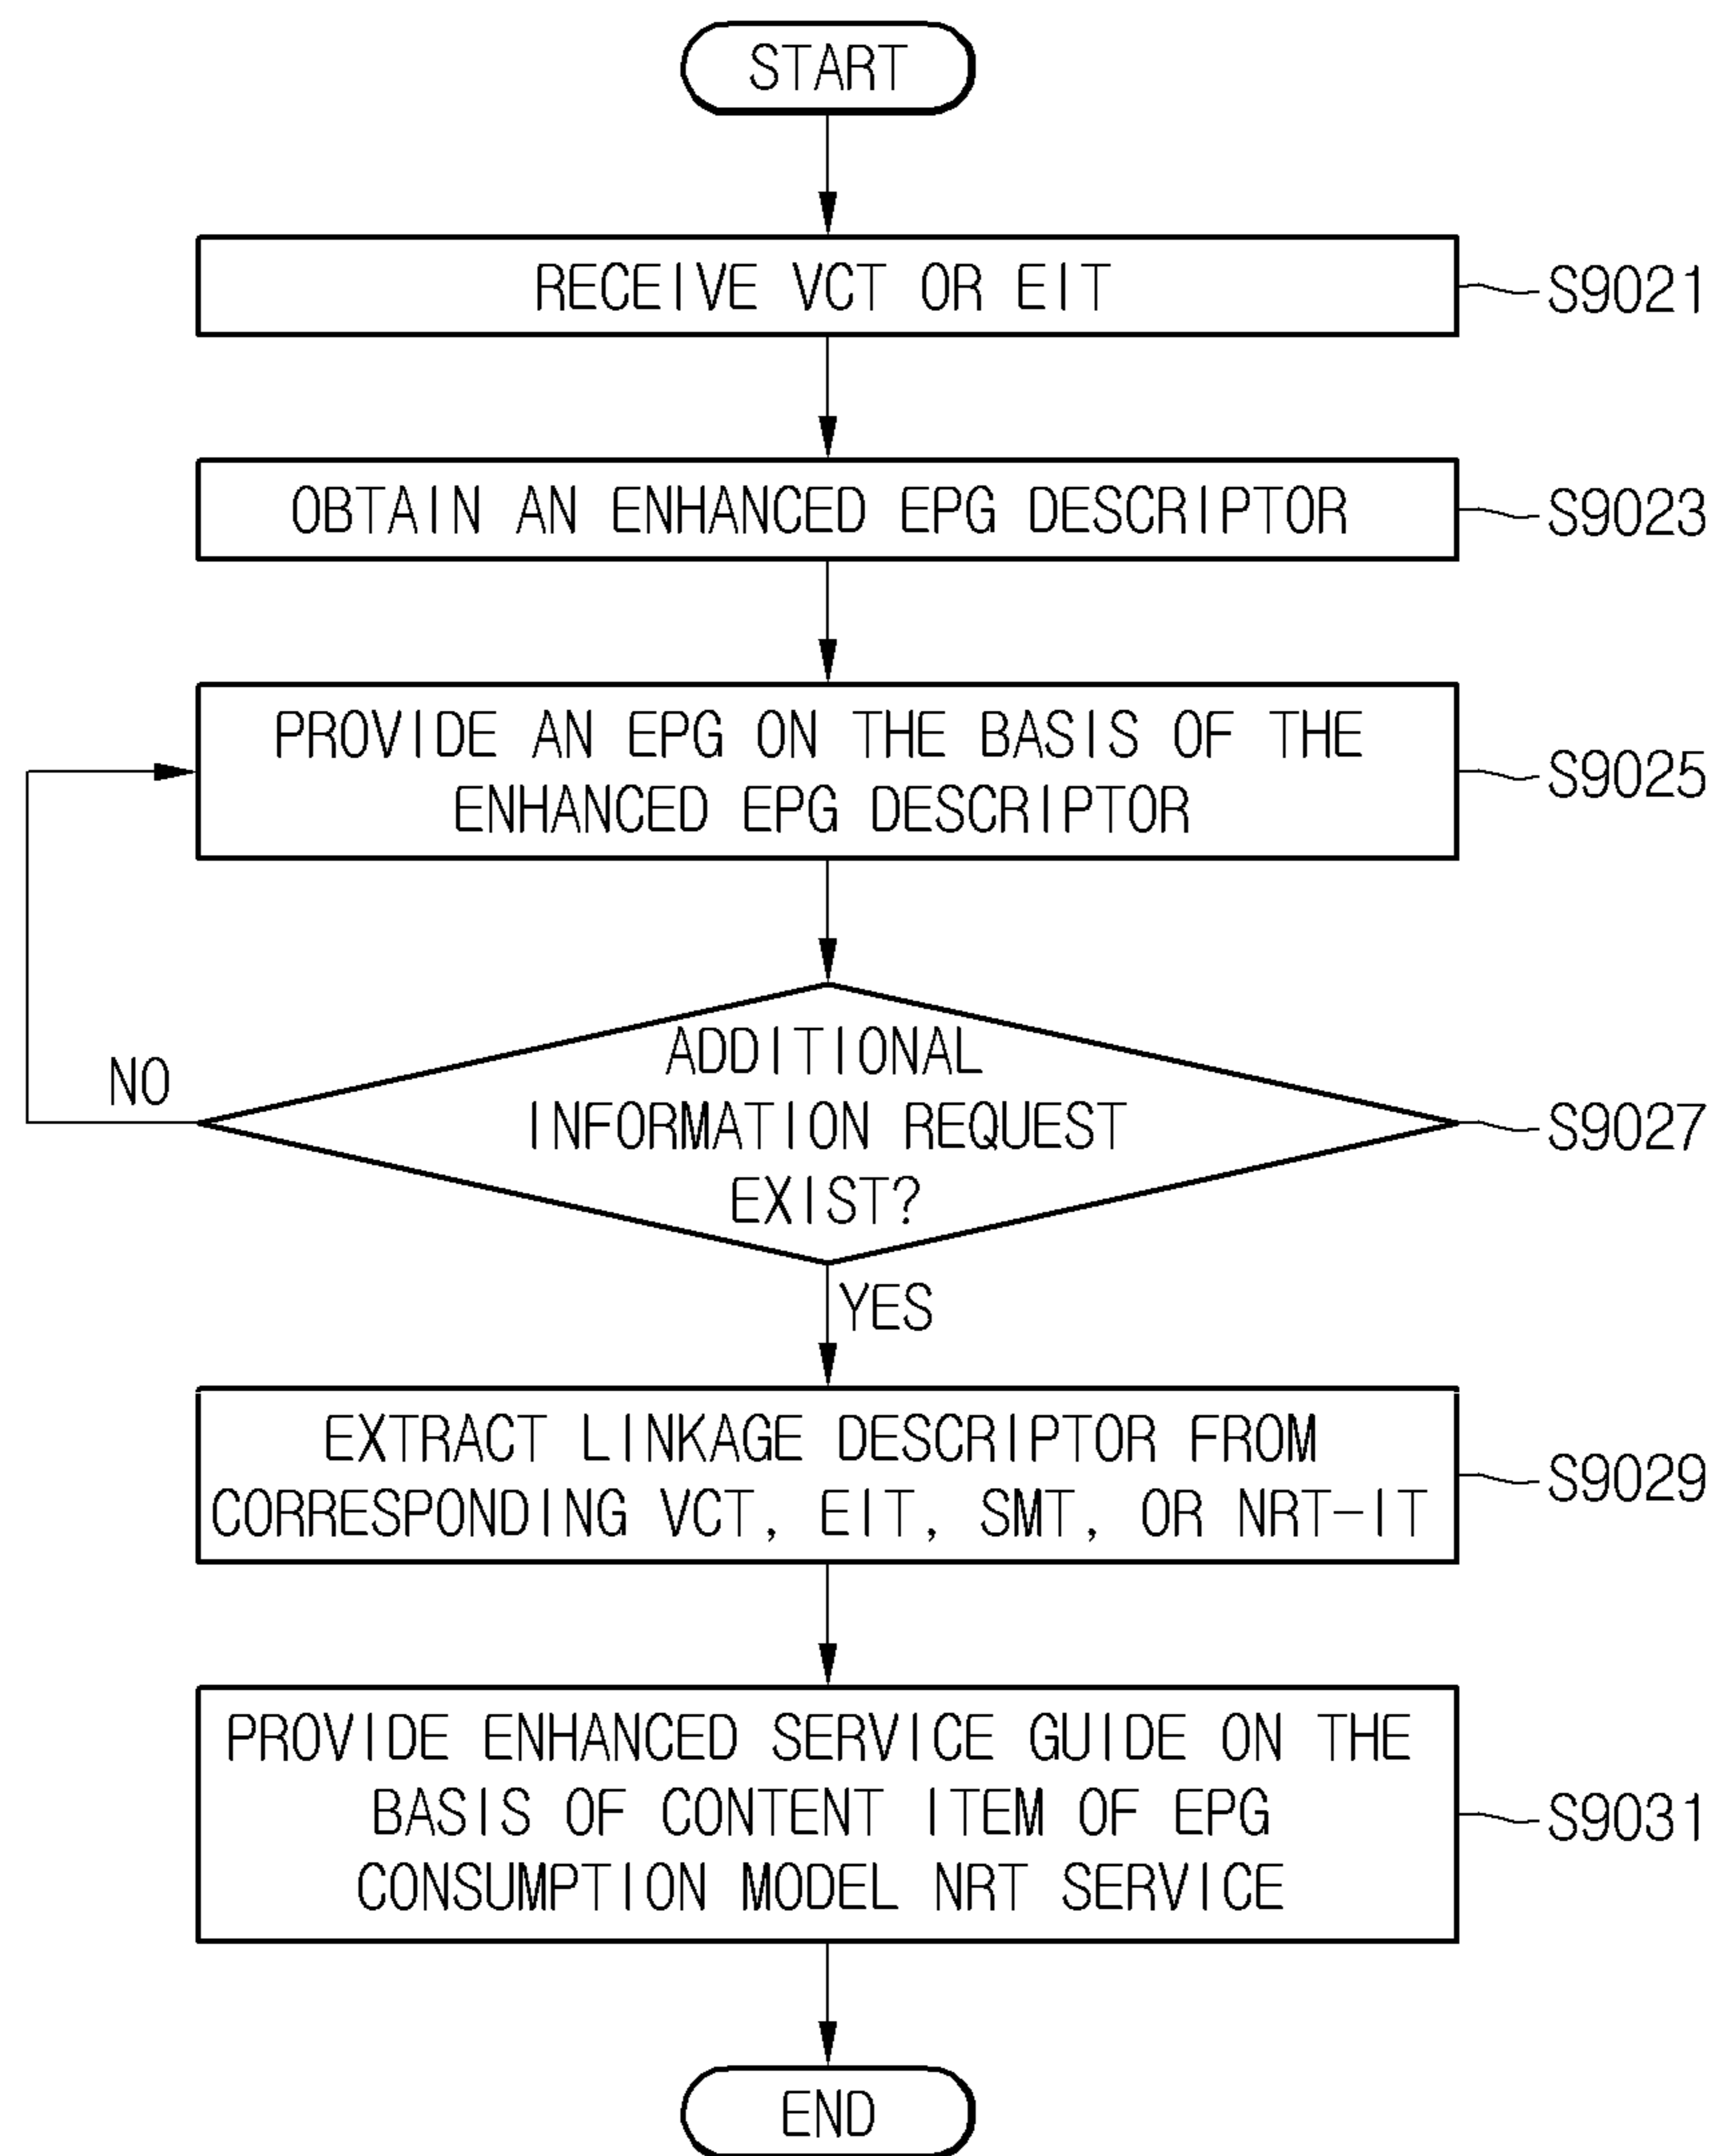 START
RECEIVE VCT OR EIT
S9021
OBTAIN AN ENHANCED EPG DESCRIPTOR
S9023
PROVIDE AN EPG ON THE BASIS OF THE
ENHANCED EPG DESCRIPTOR
S9025
ADDITIONAL
INFORMATION REQUEST
EXIST?
S9027
NO
YES
EXTRACT LINKAGE DESCRIPTOR FROM
CORRESPONDING VCT, EIT, SMT, OR NRT-IT
S9029
PROVIDE ENHANCED SERVICE GUIDE ON THE
BASIS OF CONTENT ITEM OF EPG
CONSUMPTION MODEL NRT SERVICE
S9031
END